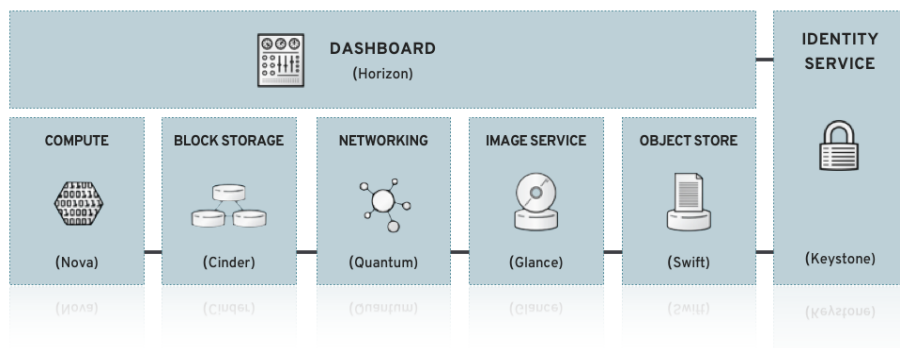 DASHBOARD
(Horizon)
IDENTITY
SERVICE
(Keystone)
COMPUTE
(Nova)
BLOCK STORAGE
(Cinder)
NETWORKING
(Quantum)
IMAGE SERVICE
(Glance)
OBJECT STORE
(Swift)